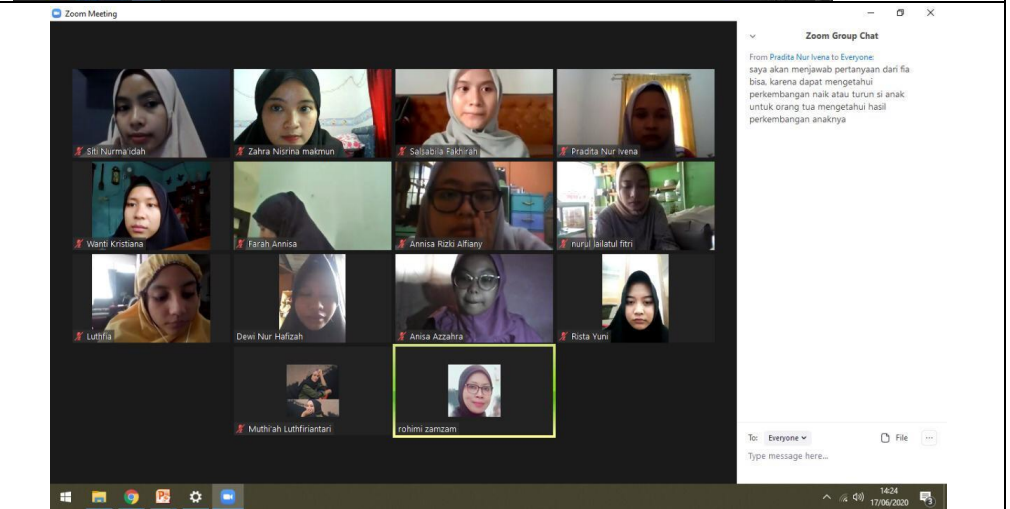 Zoom Meeting
Zoom Group Chat
From Pradita Nur Ivena to Everyone:
saya akan menjawab pertanyaan dari fia
bisa, karena dapat mengetahui
perkembangan naik atau turun si anak
untuk orang tua mengetahui hasil
perkembangan anaknya
Siti Nurma'idah
Zahra Nisrina makmun
Salsabila Fakhirah
Pradita Nur Ivena
Wanti Kristiana
Farah Annisa
Annisa Rizki Alfiany
nurul lailatul fitri
Luthfia
Dewi Nur Hafizah
Anisa Azzahra
Rista Yuni
Muthi'ah Luthfiriantari
rohimi zamzam
To: Everyone
File
Type message here...
14:24
17/06/2020
3